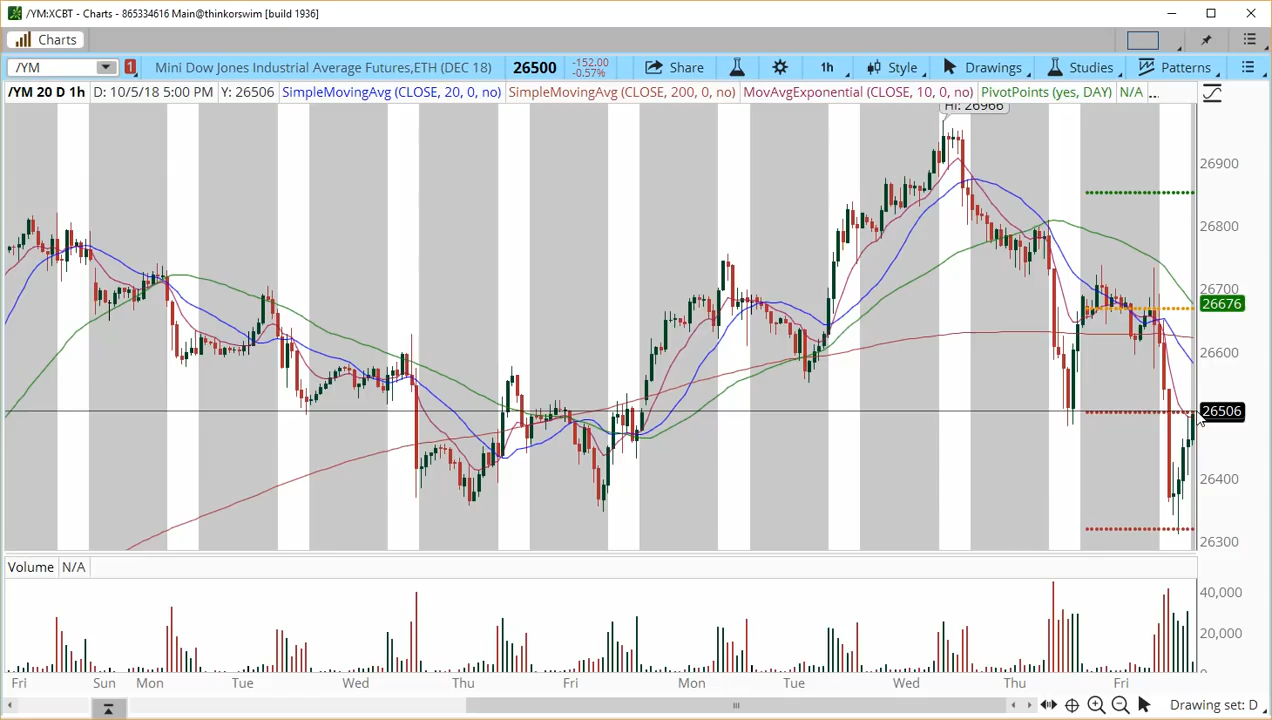 /YM:XCBT - Charts - 865334616 Main@thinkorswim [build 1936]
Charts
/YM 1 Mini Dow Jones Industrial Average Futures,ETH (DEC 18) 26500 -152.00 -0.57% Share 1h Style Drawings Studies Patterns
/YM 20 D 1h D: 10/5/18 5:00 PM Y: 26506 SimpleMovingAvg (CLOSE, 20, 0, no) SimpleMovingAvg (CLOSE, 200, 0, no) MovAvgExponential (CLOSE, 10, 0, no) PivotPoints (yes, DAY) N/A ...
Hi: 26966
26900
26800
26700
26676
26600
26506
26400
26300
Volume N/A
40,000
20,000
0
Fri Sun Mon Tue Wed Thu Fri Mon Tue Wed Thu Fri
Drawing set: D